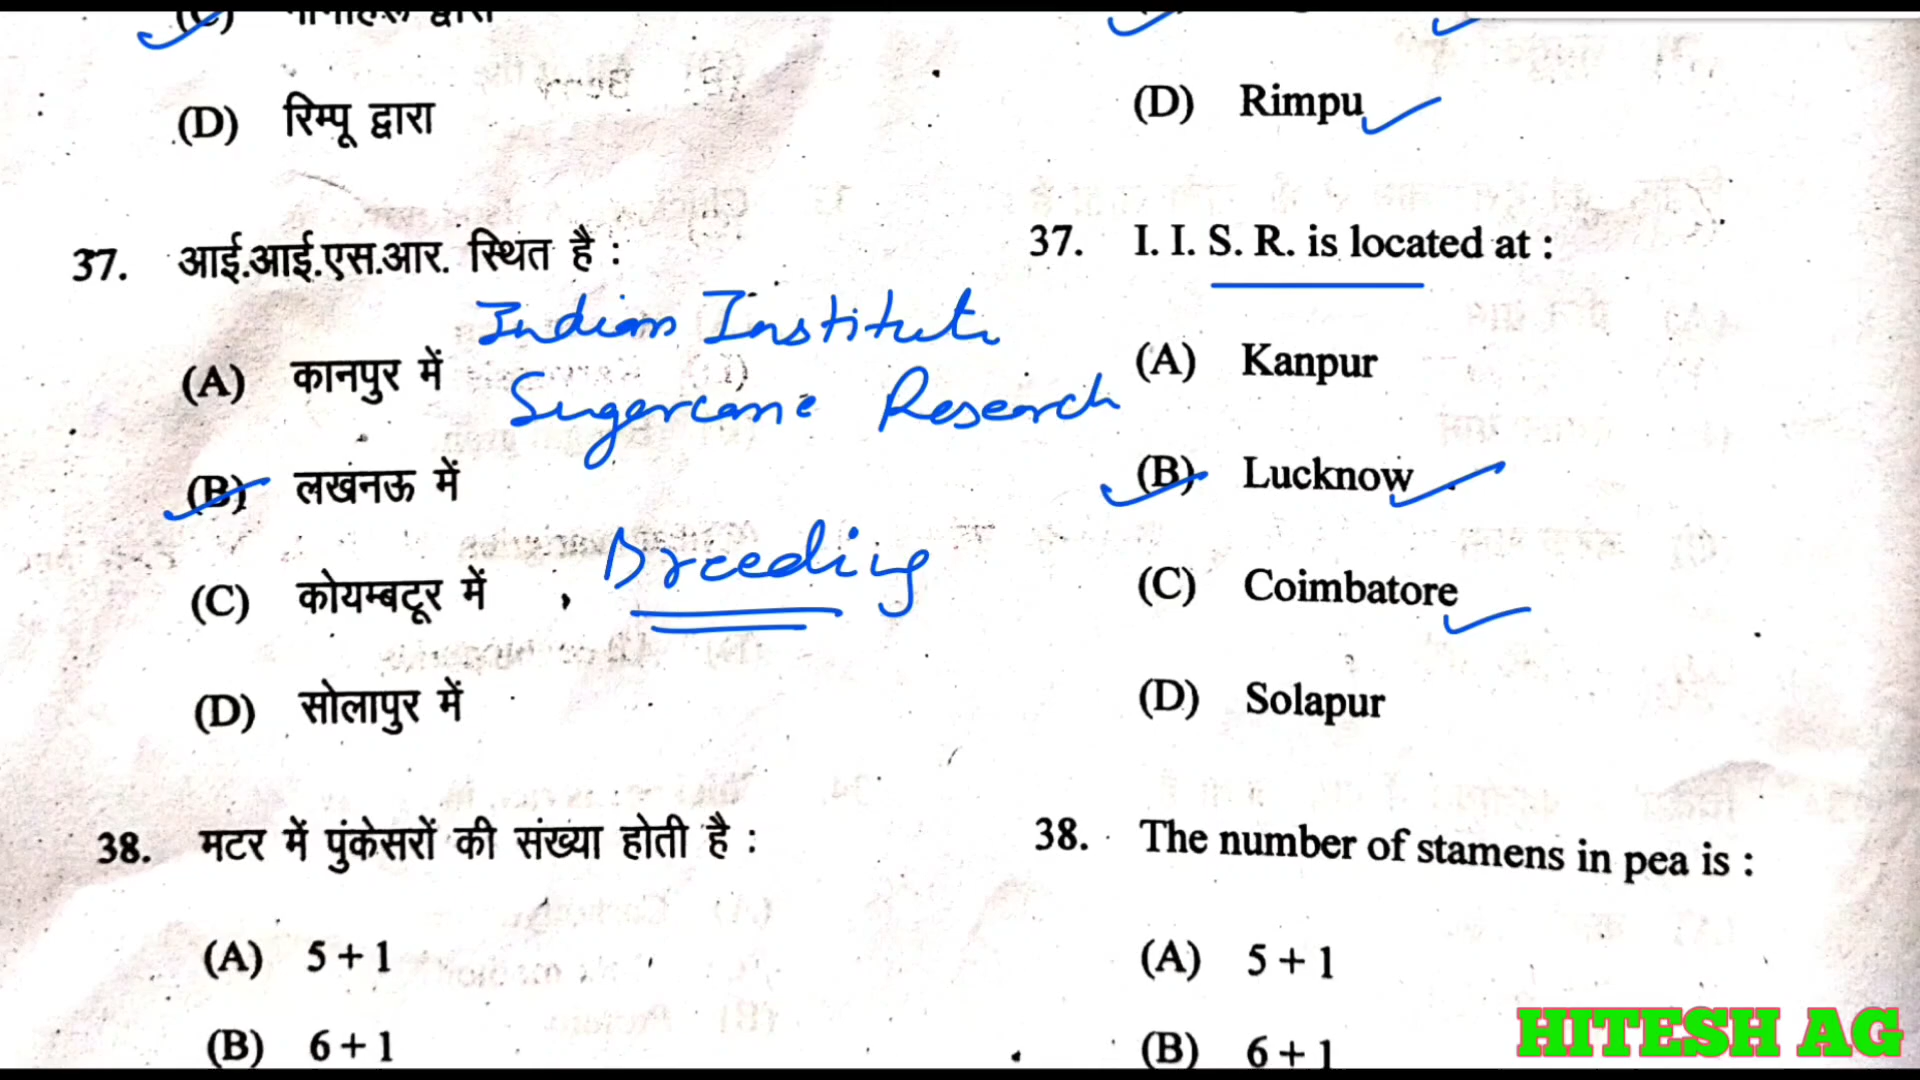 (D) रिम्पू द्वारा
37. आई.आई.एस.आर. स्थित है :
Indian Institute
(A) कानपुर में
Sugarcane Research
(B) लखनऊ में
(C) कोयम्बटूर में , Breeding
(D) सोलापुर में
38. मटर में पुंकेसरों की संख्या होती है :
(A) 5 + 1
(B) 6 + 1
(D) Rimpu
37. I. I. S. R. is located at :
(A) Kanpur
(B) Lucknow
(C) Coimbatore
(D) Solapur
38. The number of stamens in pea is :
(A) 5 + 1
(B) 6 + 1
HITESH AG